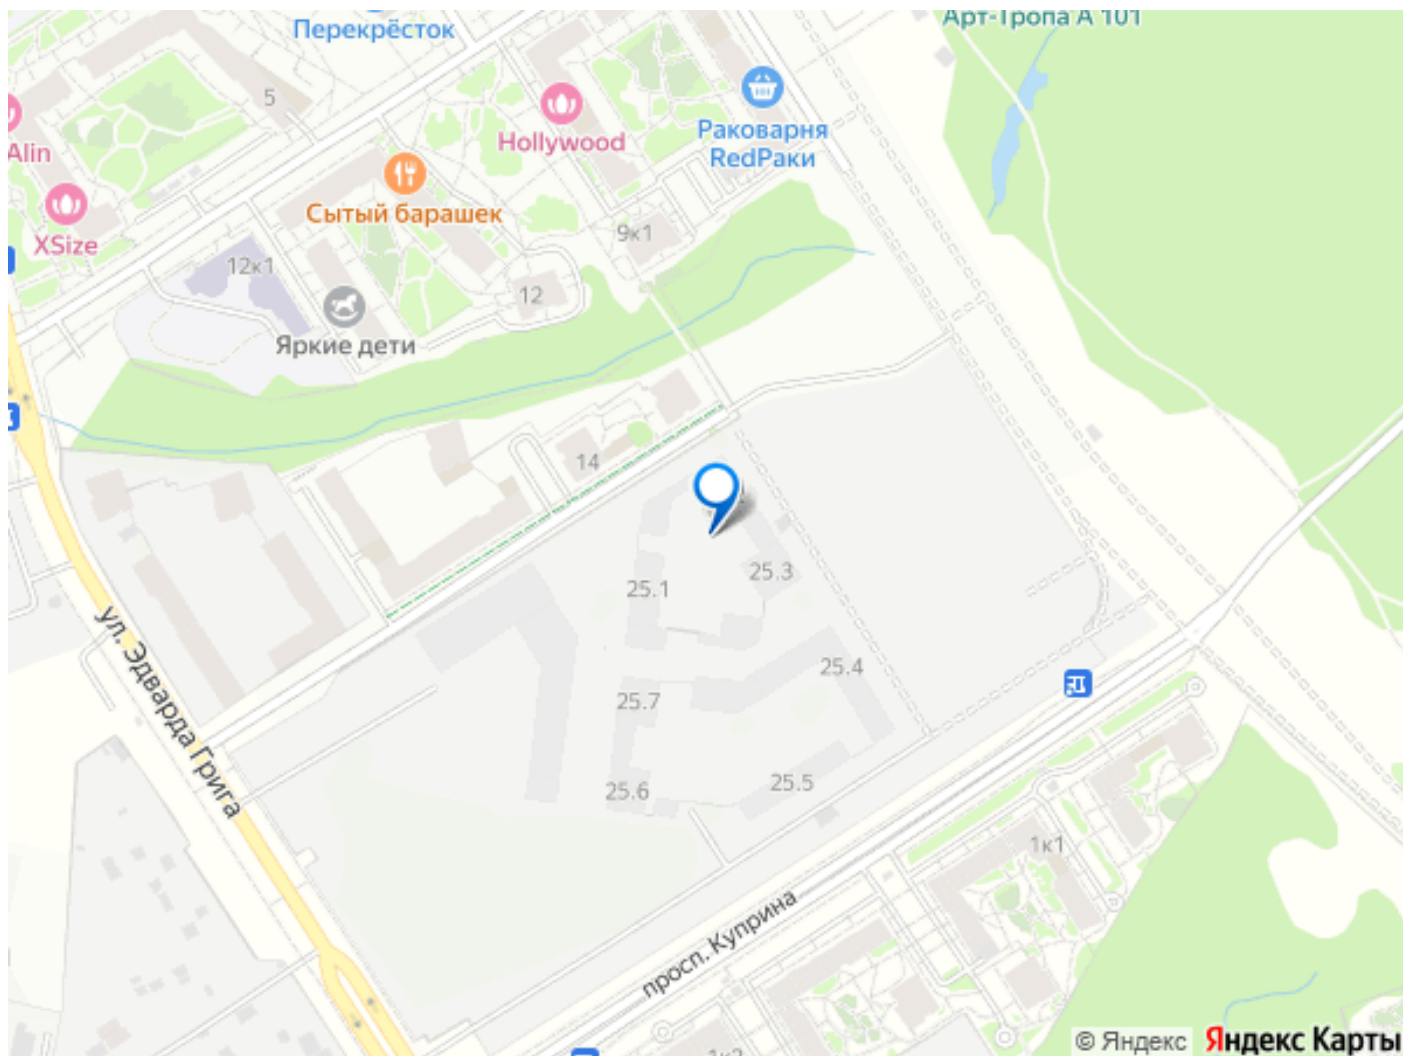 Арт-Тропа А 101
Перекрёсток
5
Hollywood
Раковарня
RedРаки
Alin
XSize
Сытый барашек
9к1
12к1
12
Яркие дети
14
25.1
25.3
25.4
25.7
25.6
25.5
ул. Эдварда Грига
1к1
просп. Куприна
1к2
© Яндекс Яндекс Карты